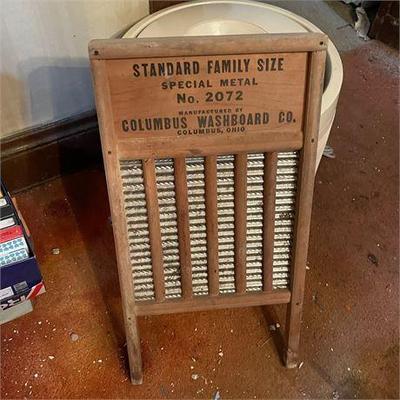 STANDARD FAMILY SIZE
SPECIAL METAL
No. 2072
MANUFACTURED BY
COLUMBUS WASHBOARD CO.
COLUMBUS, OHIO